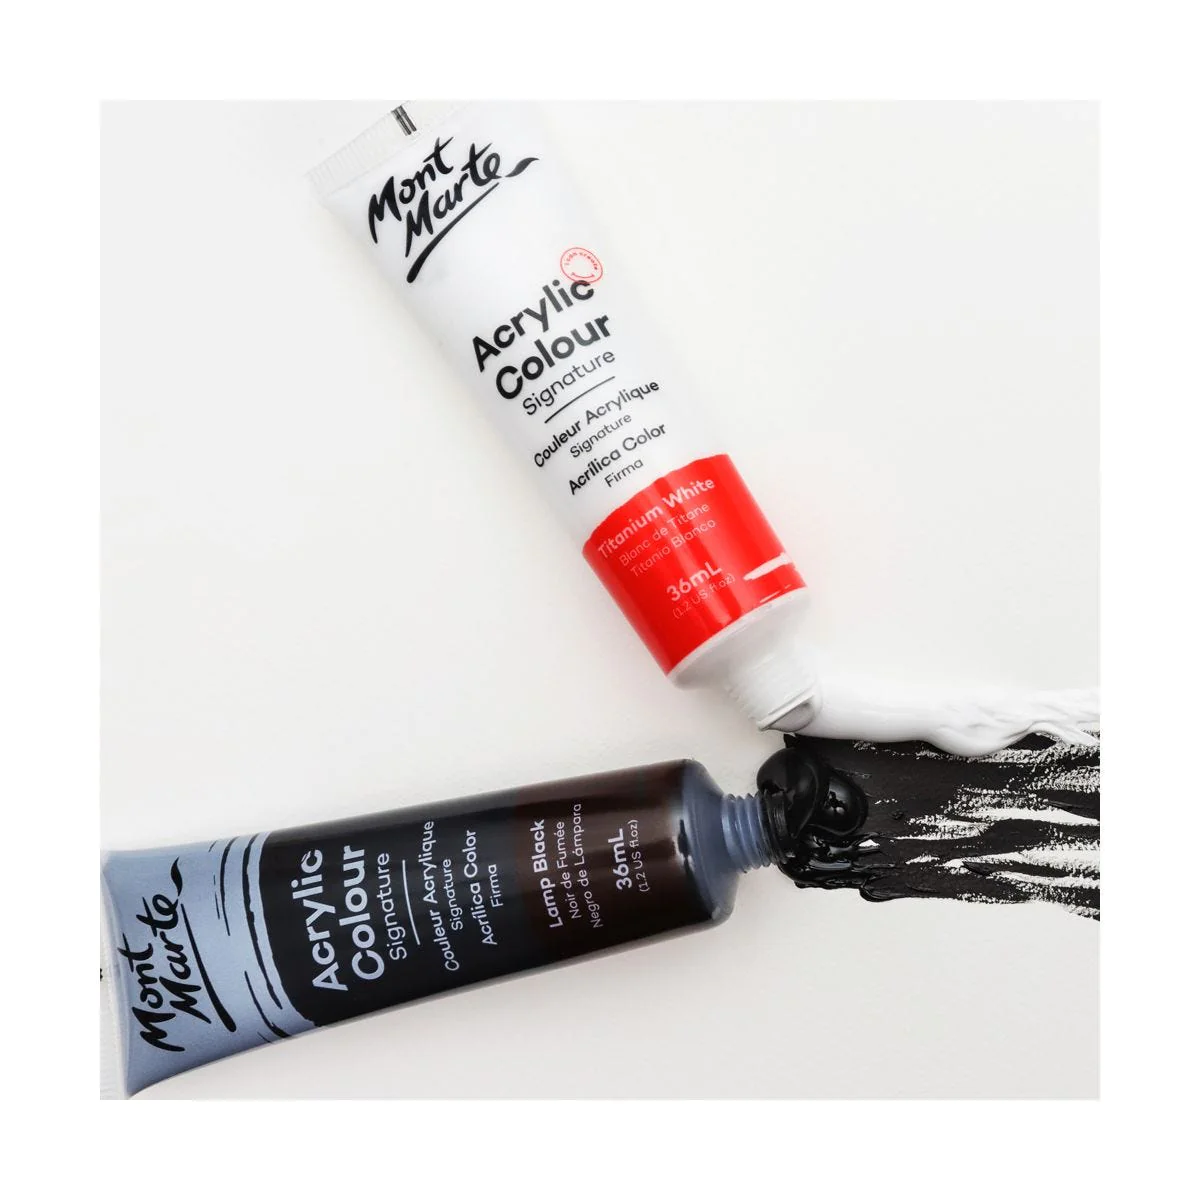 Mont
Marte
Acrylic
Colour
Signature
Couleur Acrylique
Signature
Acrílica Color
Firma
Titanium White
Blanc de Titane
Titanio Blanco
36mL
(1.2 US fl.oz)
Mont
Marte
Acrylic
Colour
Signature
Couleur Acrylique
Signature
Acrílica Color
Firma
Lamp Black
Noir de Fumée
Negro de Lámpara
36mL
(1.2 US fl.oz)